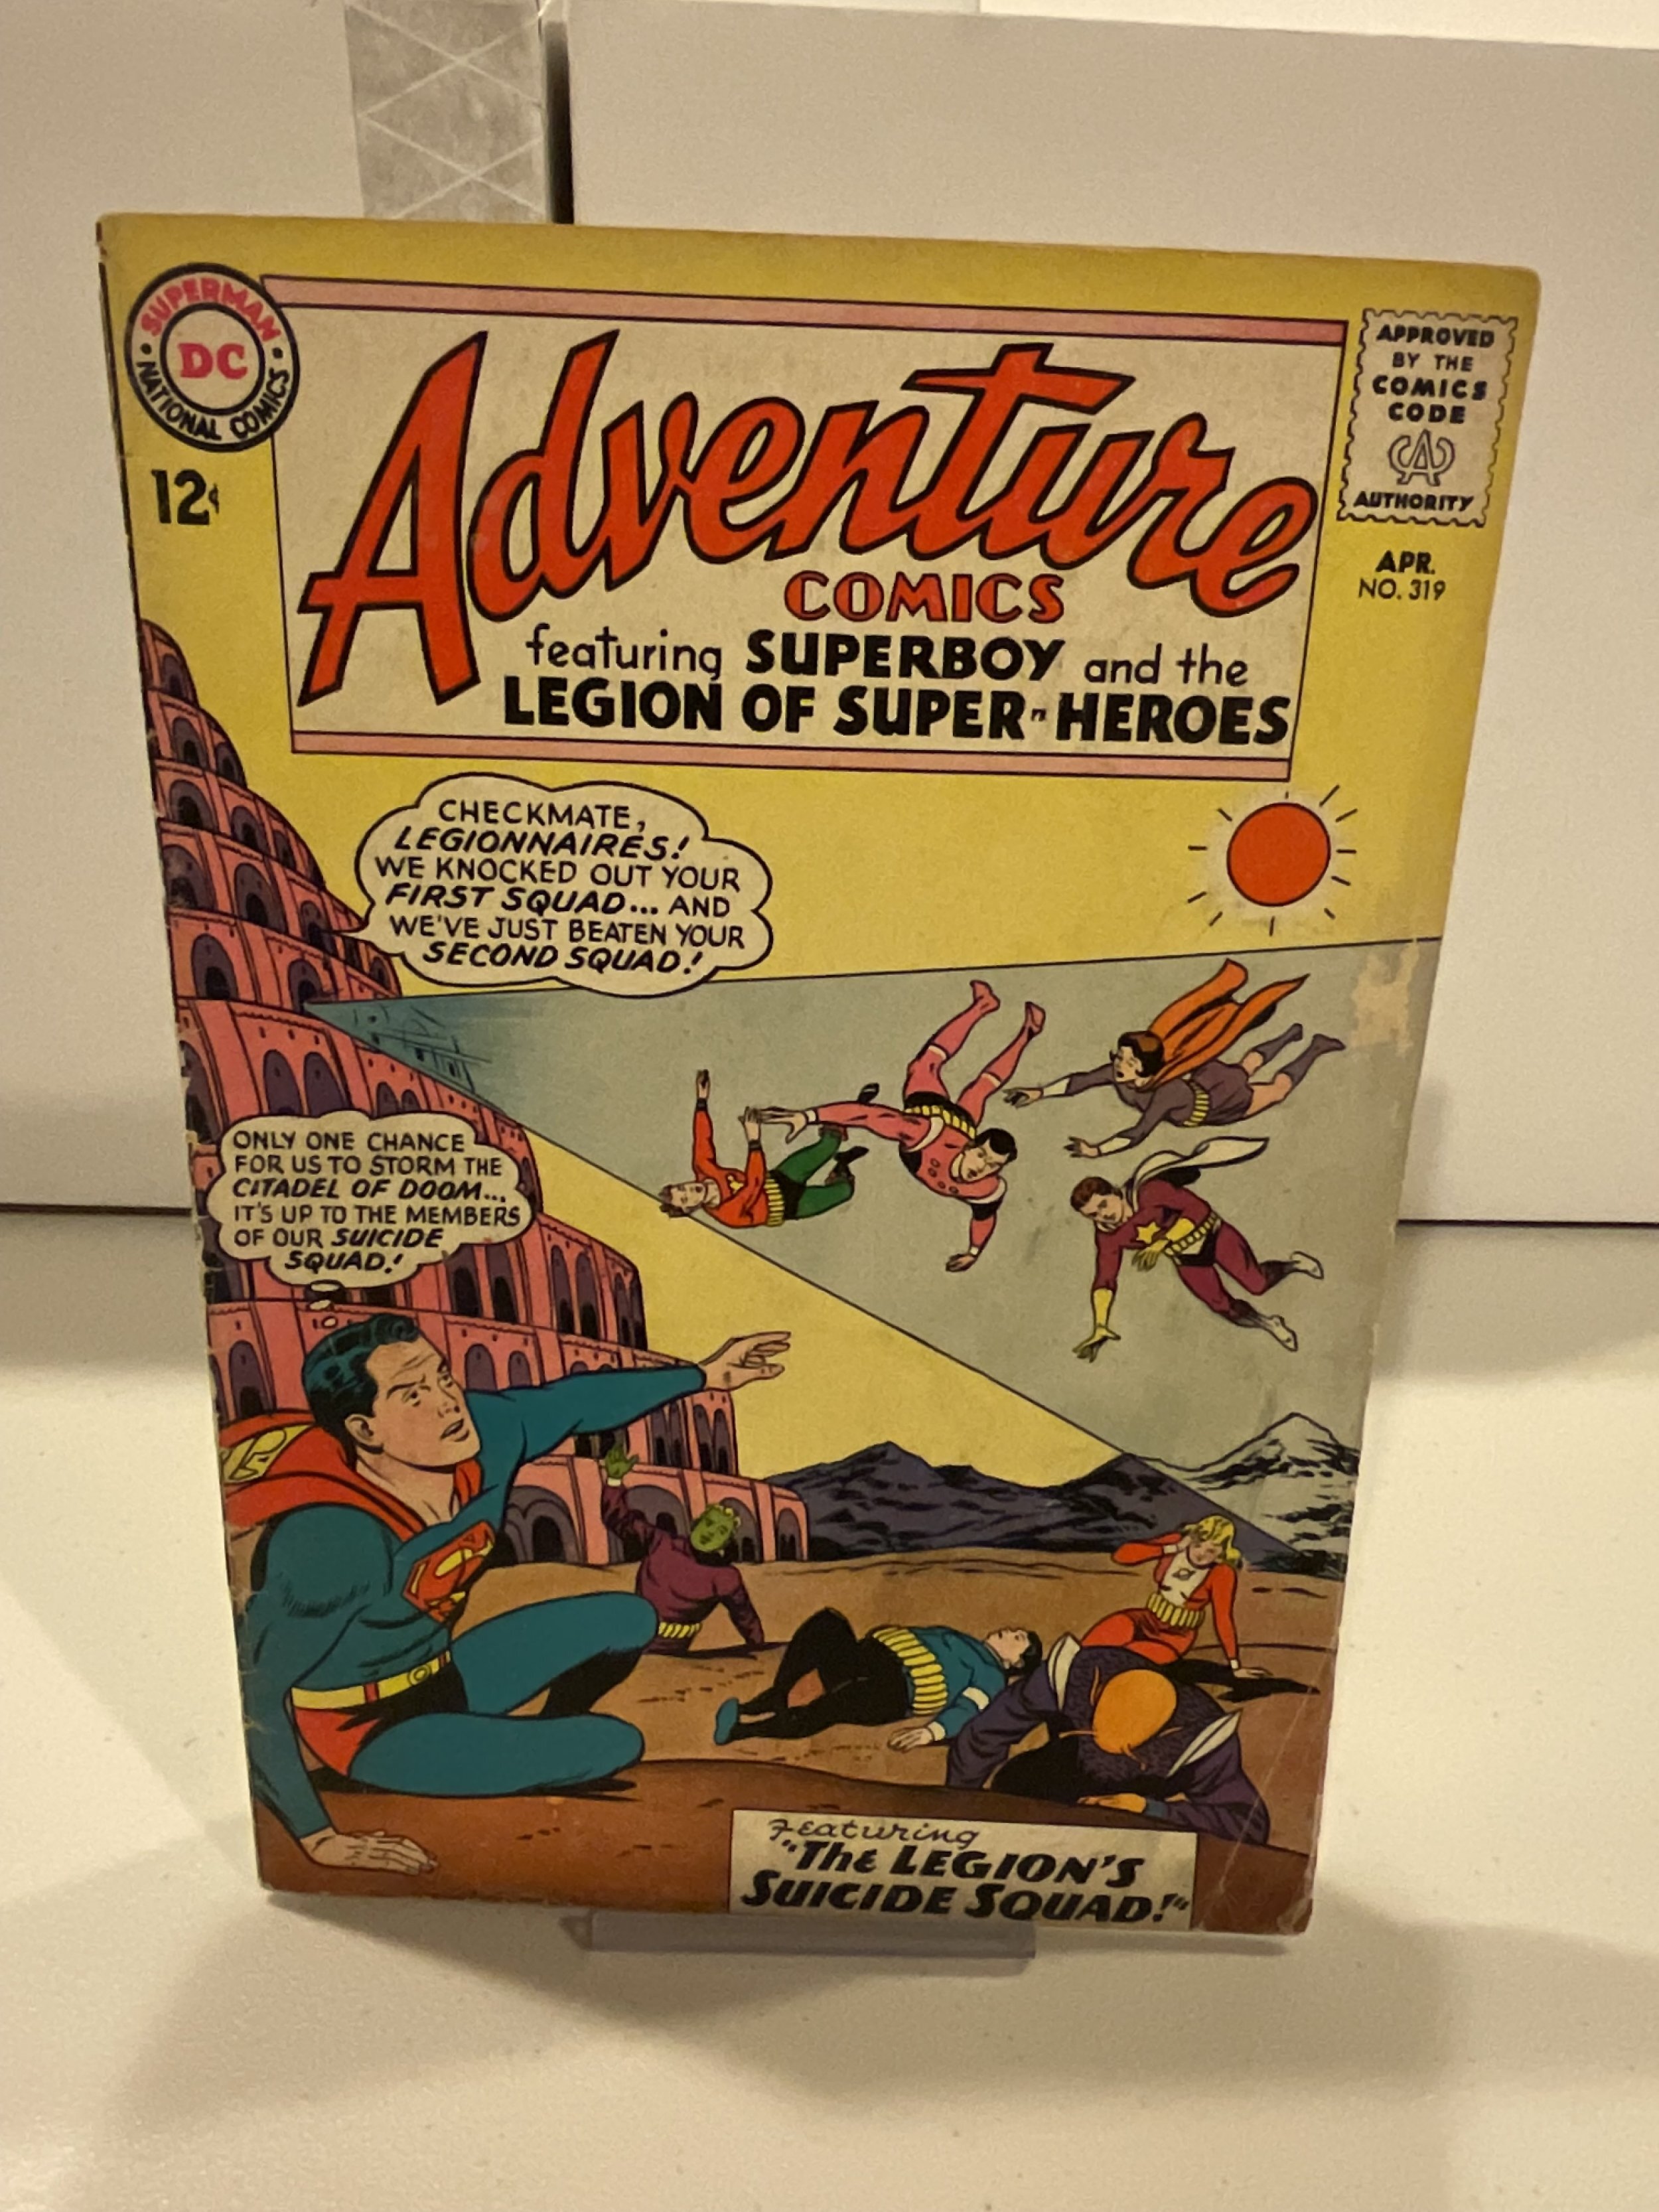 SUPERMAN
DC
NATIONAL COMICS
12¢
Adventure
COMICS
featuring SUPERBOY and the
LEGION OF SUPER-HEROES
APPROVED
BY THE
COMICS
CODE
CA
AUTHORITY
APR.
NO. 319
CHECKMATE,
LEGIONNAIRES!
WE KNOCKED OUT YOUR
FIRST SQUAD... AND
WE'VE JUST BEATEN YOUR
SECOND SQUAD!
ONLY ONE CHANCE
FOR US TO STORM THE
CITADEL OF DOOM...
IT'S UP TO THE MEMBERS
OF OUR SUICIDE
SQUAD!
Featuring
"THE LEGION'S
SUICIDE SQUAD!"